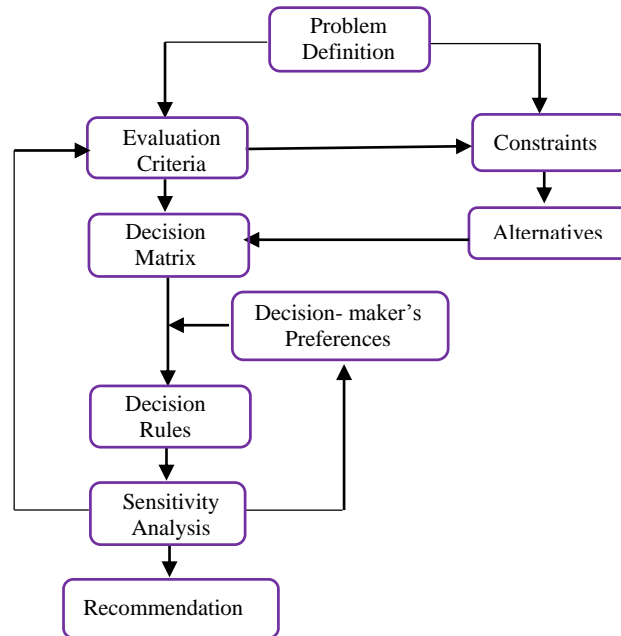 Problem
Definition
Evaluation
Criteria
Constraints
Decision
Matrix
Alternatives
Decision- maker’s
Preferences
Decision
Rules
Sensitivity
Analysis
Recommendation